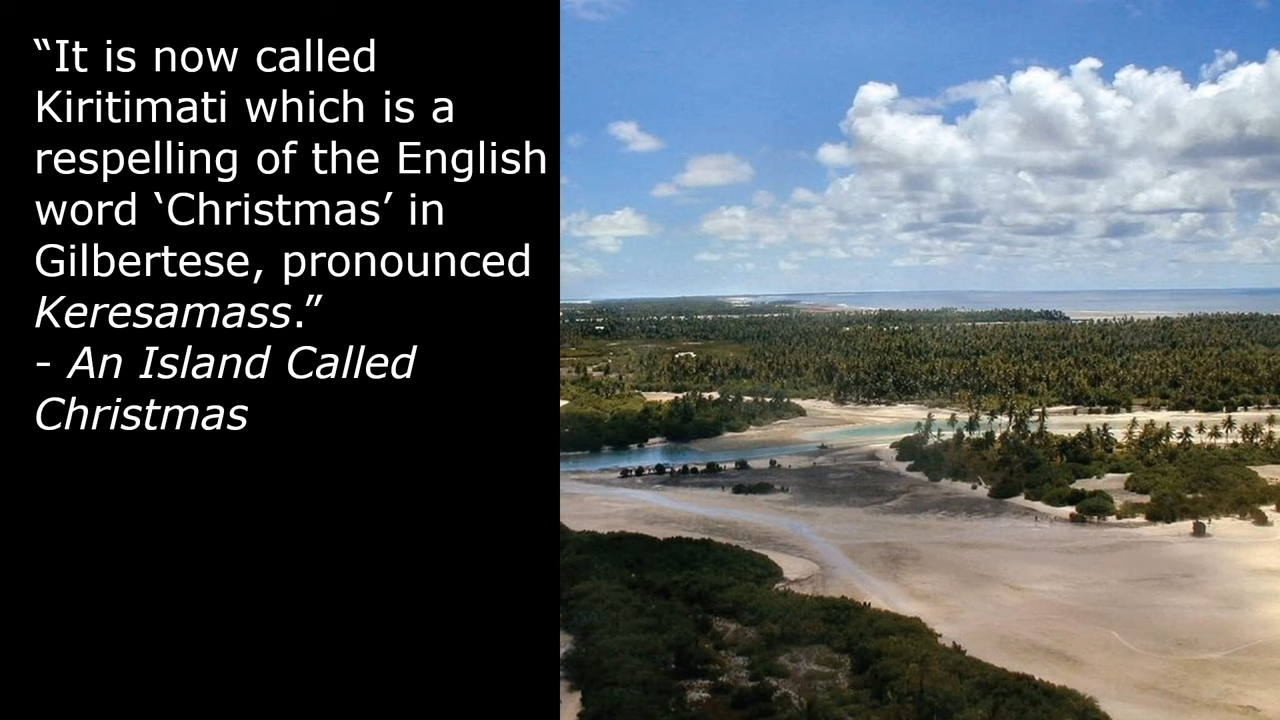 “It is now called
Kiritimati which is a
respelling of the English
word ‘Christmas’ in
Gilbertese, pronounced
Keresamass.”
- An Island Called
Christmas